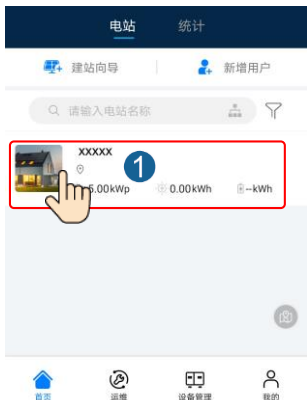 电站 统计
建站向导 新增用户
请输入电站名称
xxxxx
1
5.00kWp 0.00kWh --kWh
首页 运维 设备管理 我的